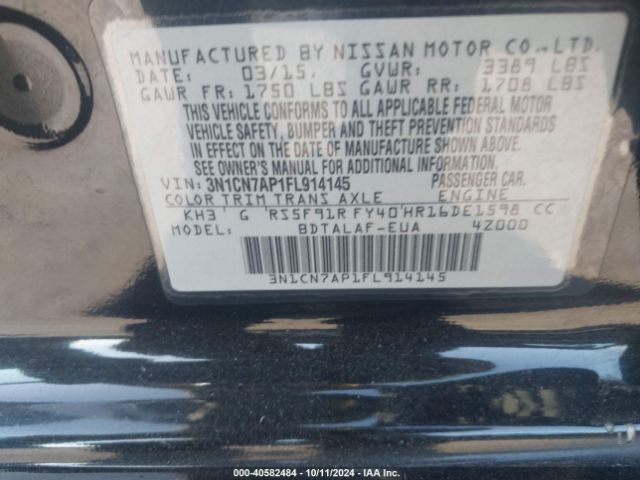 MANUFACTURED BY NISSAN MOTOR CO., LTD.
DATE: 03/15. GVWR: 3389 LBS
GAWR FR: 1750 LBS GAWR RR: 1708 LBS
THIS VEHICLE CONFORMS TO ALL APPLICABLE FEDERAL MOTOR
VEHICLE SAFETY, BUMPER AND THEFT PREVENTION STANDARDS
IN EFFECT ON THE DATE OF MANUFACTURE SHOWN ABOVE.
SEE OWNER'S MANUAL FOR ADDITIONAL INFORMATION.
VIN: 3N1CN7AP1FL914145 PASSENGER CAR.
COLOR TRIM TRANS AXLE ENGINE
KH3 G RS5F91R FY40 HR16DE1598 CC
MODEL: BDTALAF-EUA 4Z000
3N1CN7AP1FL914145
000-40582484 - 10/11/2024 - IAA Inc.